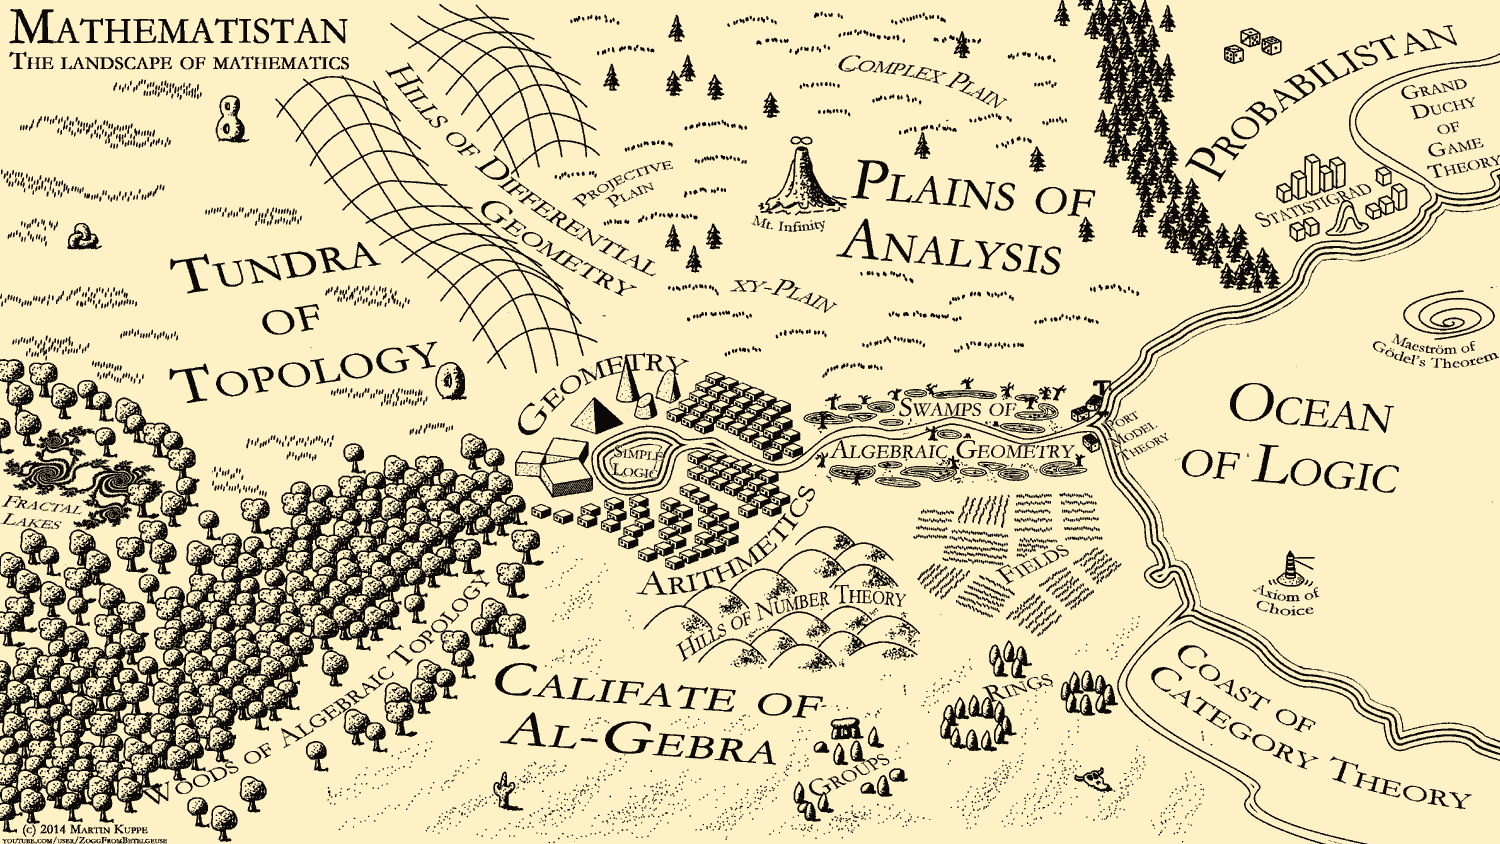 MATHEMATISTAN
THE LANDSCAPE OF MATHEMATICS
HILLS OF DIFFERENTIAL
GEOMETRY
COMPLEX PLAIN
PROJECTIVE
PLAIN
Mt. Infinity
PLAINS OF
ANALYSIS
XY-PLAIN
PROBABILISTAN
GRAND
DUCHY
OF
GAME
THEORY
STATISTIGRAD
TUNDRA
OF
TOPOLOGY
Maeström of
Gödel's Theorem
GEOMETRY
SIMPLE
LOGIC
SWAMPS OF
ALGEBRAIC GEOMETRY
PORT
MODEL
THEORY
OCEAN
OF LOGIC
FRACTAL
LAKES
ARITHMETICS
HILLS OF NUMBER THEORY
FIELDS
Axiom of
Choice
WOODS OF ALGEBRAIC TOPOLOGY
CALIFATE OF
AL-GEBRA
RINGS
GROUPS
COAST OF
CATEGORY THEORY
(C) 2014 MARTIN KUPPE
YOUTUBE.COM/USER/ZOGGFROMBETELGEUSE